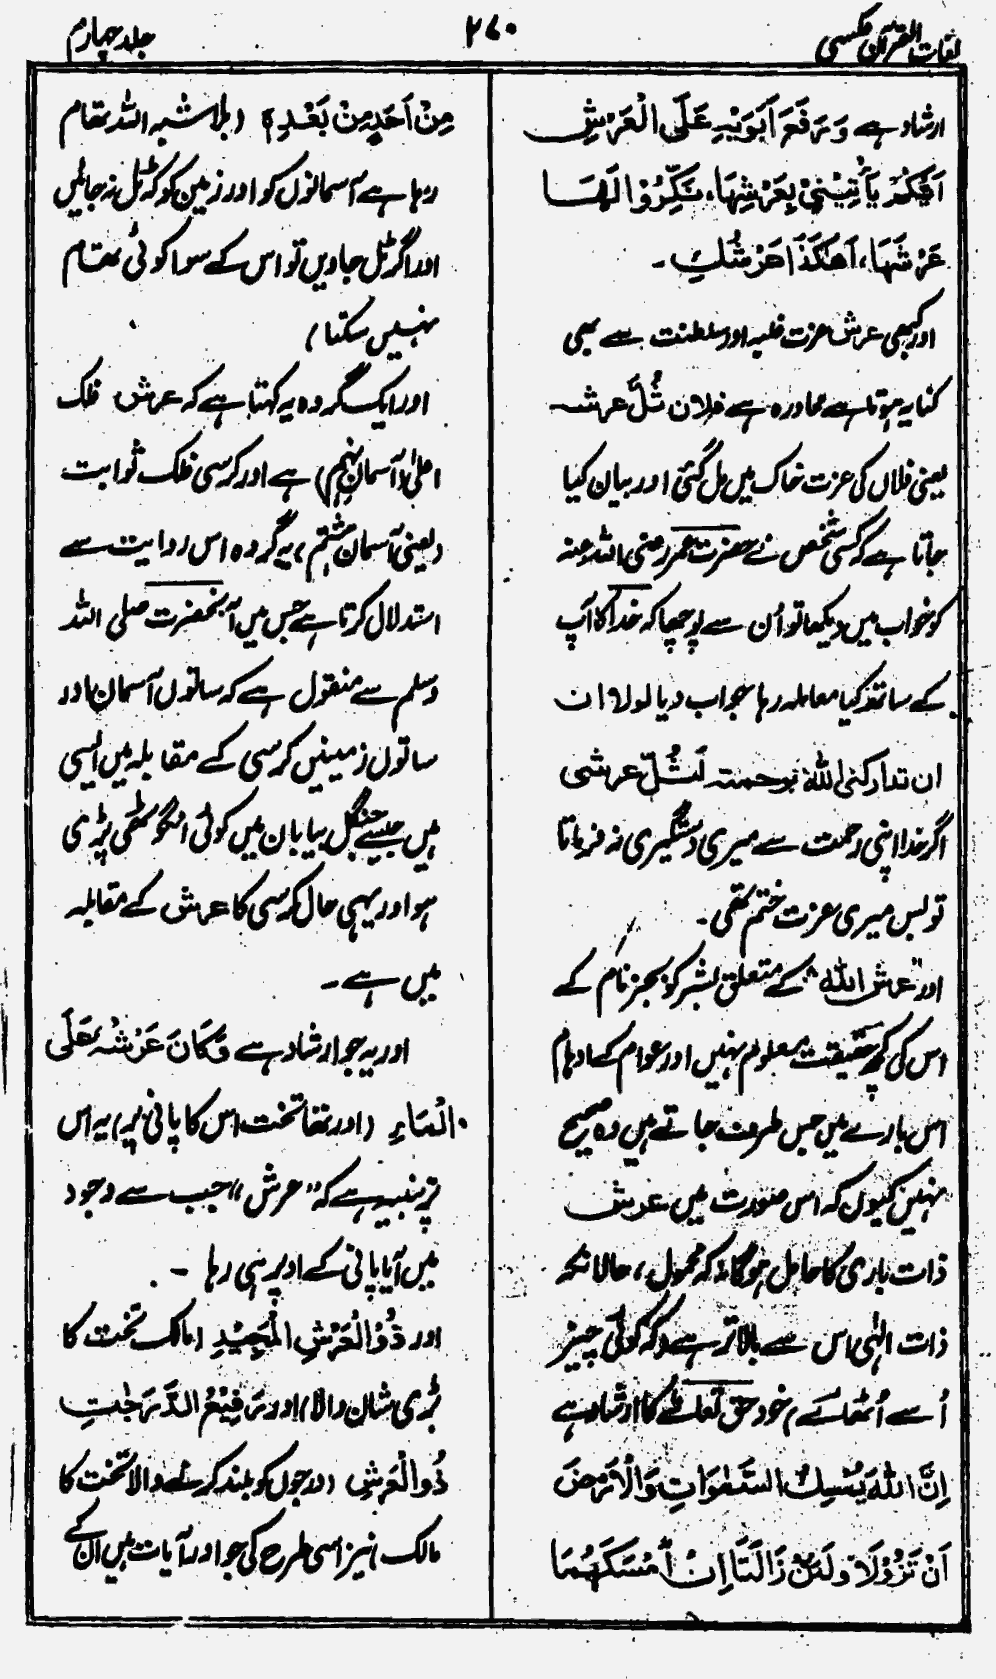 لغات القرآن عکسی
۲۷۰
جلد چہارم
ارشاد ہے وَرَفَعَ اَبَوَیْہِ عَلَی الْعَرْشِ
اَیُّکُمْ یَأْتِیْنِیْ بِعَرْشِہَا، نَکِّرُوْا لَہَا
عَرْشَہَا، اَھٰکَذَا عَرْشُکِ۔
اور کبھی عرش عزت غلبہ اور سلطنت سے بھی
کنایہ ہوتا ہے محاورہ ہے فلان ثُلَّ عرشہ
یعنی فلاں کی عزت خاک میں مل گئی اور بیان کیا
جاتا ہے کہ کسی شخص نے حضرت عمر رضی اللہ عنہ
کو خواب میں دیکھا تو اُن سے پوچھا کہ خدا کا آپ
کے ساتھ کیا معاملہ رہا جواب دیا لولا ان
ان تدارکنی اللہ برحمتہ لَثُلَّ عرشی
اگر خدا اپنی رحمت سے میری دستگیری نہ فرماتا
تو بس میری عزت ختم تھی۔
اور "عرش اللہ" کے متعلق بشر کو بجز نام کے
اس کی کچھ حقیقت معلوم نہیں اور عوام کے اوہام
اس بارے میں جس طرف جاتے ہیں وہ صحیح
نہیں کیوں کہ اس صورت میں عرش
ذات باری کا حامل ہوگا نہ کہ محمول، حالانکہ
ذات الٰہی اس سے بالاتر ہے کہ کوئی چیز
اُسے اُٹھا سکے، خود حق تعالٰے کا ارشاد ہے
اِنَّ اللہَ یُمْسِکُ السَّمٰوَاتِ وَالْاَرْضَ
اَنْ تَزُوْلَا وَلَئِنْ زَالَتَا اِنْ اَمْسَکَہُمَا
مِنْ اَحَدٍ مِنْ بَعْدِہٖ (بلا شبہ اللہ تھام
رہا ہے آسمانوں کو اور زمین کو کہ ٹل نہ جائیں
اور اگر ٹل جاویں تو اس کے سوا کوئی تھام
نہیں سکتا)
اور ایک گروہ یہ کہتا ہے کہ عرش فلک
اعلیٰ (آسمانِ نہم) ہے اور کرسی فلک ثوابت
(یعنی آسمان ہشتم)، یہ گروہ اس روایت سے
استدلال کرتا ہے جس میں آنحضرت صلی اللہ
وسلم سے منقول ہے کہ ساتوں آسمان اور
ساتوں زمینیں کرسی کے مقابلہ میں ایسی
ہیں جیسے جنگل بیابان میں کوئی انگوٹھی پڑی
ہو اور یہی حال کرسی کا عرش کے مقابلہ
میں ہے۔
اور یہ جو ارشاد ہے وَکَانَ عَرْشُہٗ عَلَی
الْمَاءِ (اور تھا تخت اس کا پانی پر) یہ اس
پر تنبیہ ہے کہ "عرش" جب سے وجود
میں آیا پانی کے اوپر ہی رہا ۔
اور ذُوالْعَرْشِ الْمَجِیْدِ (مالک تخت کا
بڑی شان والا) اور رَفِیْعُ الدَّرَجٰتِ
ذُوالْعَرْشِ (درجوں کو بلند کرنے والا تخت کا
مالک) نیز اسی طرح کی جو اور آیات ہیں ان کے